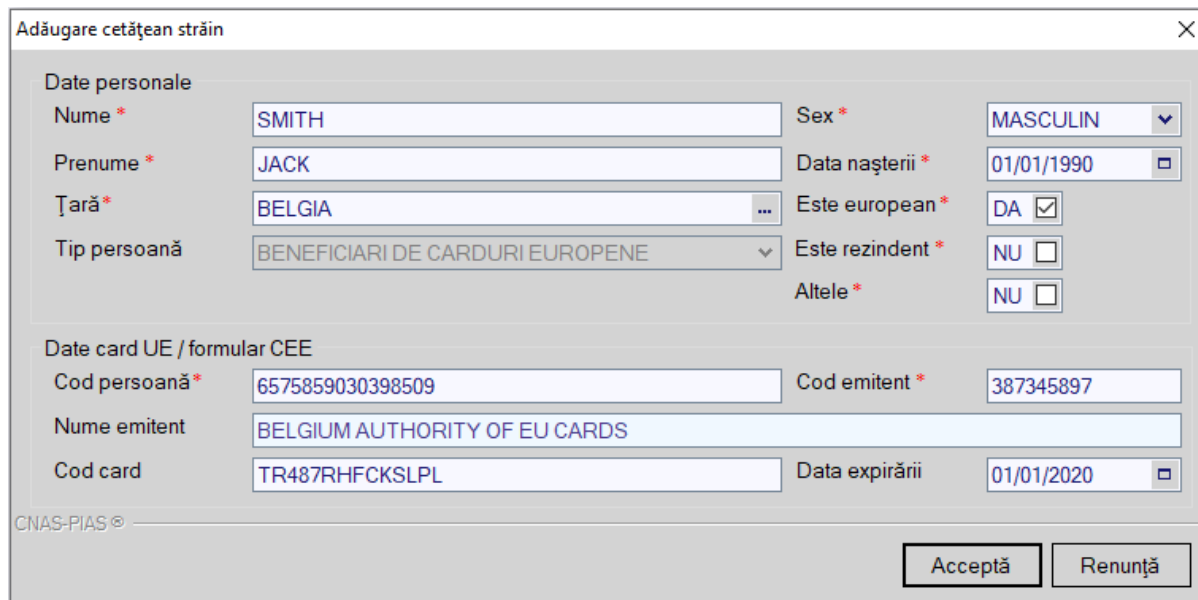 Adăugare cetăţean străin
Date personale
Nume * SMITH Sex * MASCULIN
Prenume * JACK Data naşterii * 01/01/1990
Ţară* BELGIA ... Este european* DA
Tip persoană BENEFICIARI DE CARDURI EUROPENE Este rezindent * NU
Altele * NU
Date card UE / formular CEE
Cod persoană* 6575859030398509 Cod emitent * 387345897
Nume emitent BELGIUM AUTHORITY OF EU CARDS
Cod card TR487RHFCKSLPL Data expirării 01/01/2020
CNAS-PIAS ®
Acceptă Renunţă